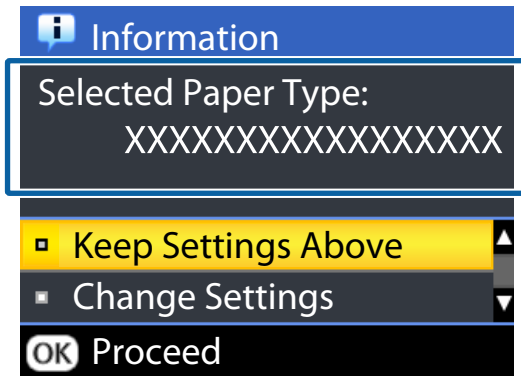 Information
Selected Paper Type:
XXXXXXXXXXXXXXXXX
Keep Settings Above
Change Settings
OK Proceed